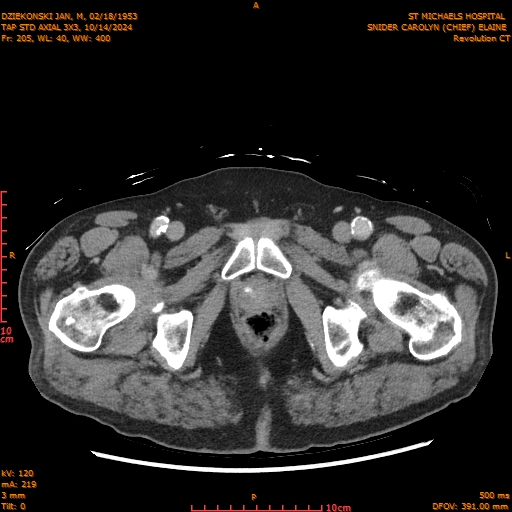 A
DZIEKONSKI JAN, M, 02/18/1953
TAP STD AXIAL 3X3, 10/14/2024
Fr: 205, WL: 40, WW: 400
ST MICHAELS HOSPITAL
SNIDER CAROLYN (CHIEF) ELAINE
Revolution CT
R
L
10
cm
kV: 120
mA: 219
3 mm
Tilt: 0
P
10cm
500 ms
DFOV: 391.00 mm